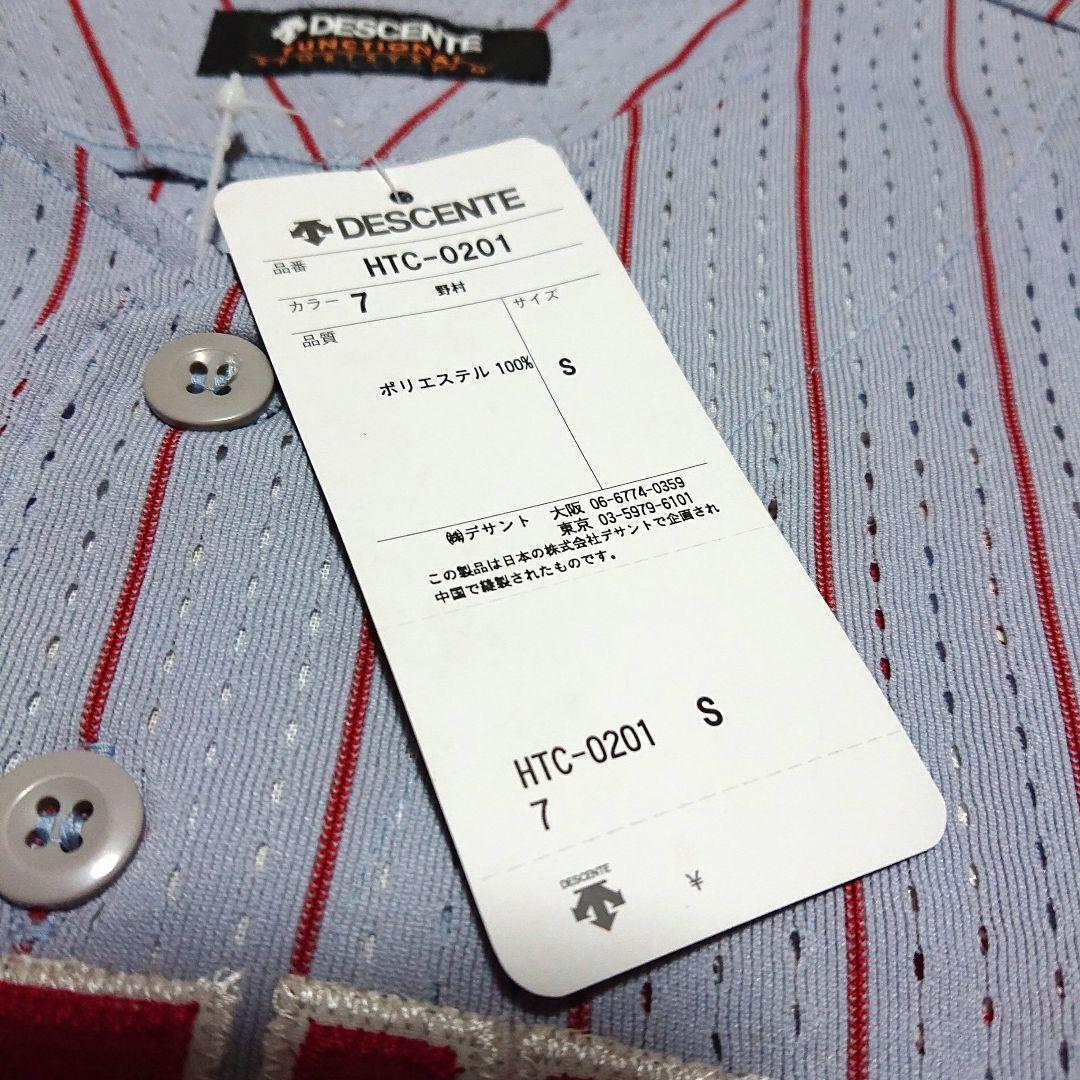 DESCENTE
FUNCTIONAL
DESCENTE
品番 HTC-0201
カラー 7 野村 サイズ
品質
ポリエステル 100% S
㈱デサント 大阪 06-6774-0359
東京 03-5979-6101
この製品は日本の株式会社デサントで企画され
中国で縫製されたものです。
HTC-0201 S
7
DESCENTE
¥